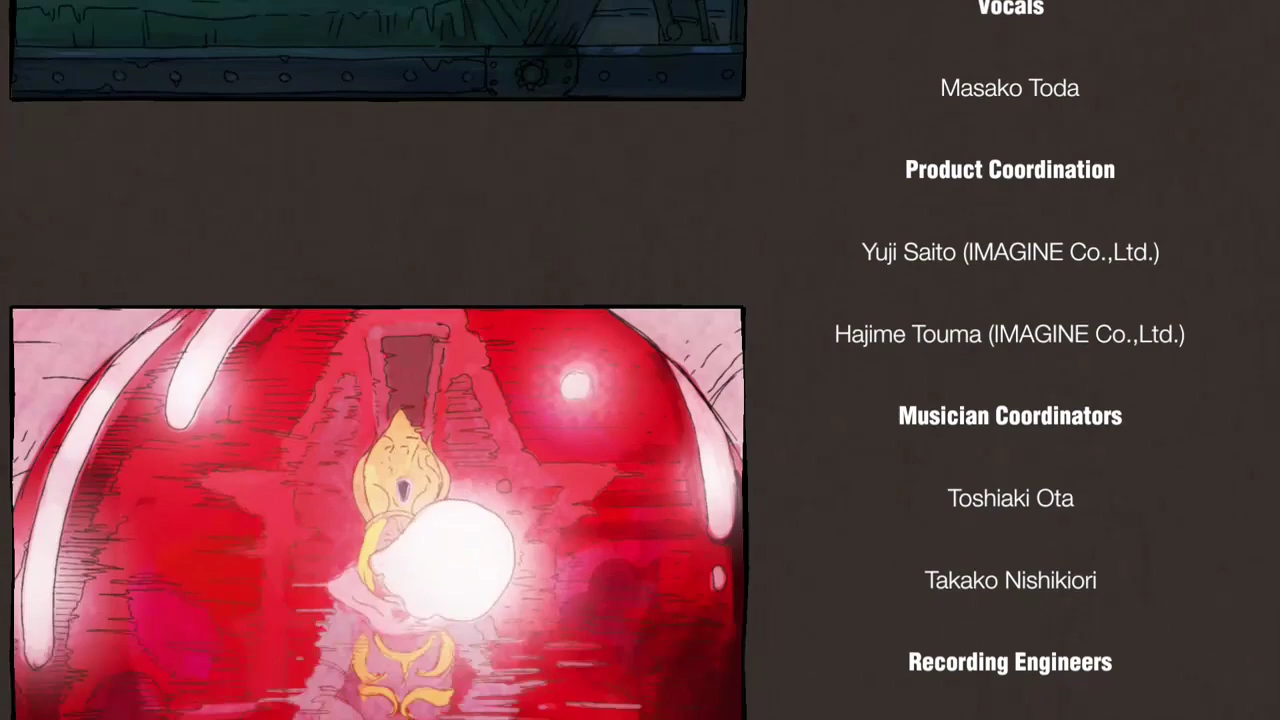 Vocals
Masako Toda
Product Coordination
Yuji Saito (IMAGINE Co.,Ltd.)
Hajime Touma (IMAGINE Co.,Ltd.)
Musician Coordinators
Toshiaki Ota
Takako Nishikiori
Recording Engineers